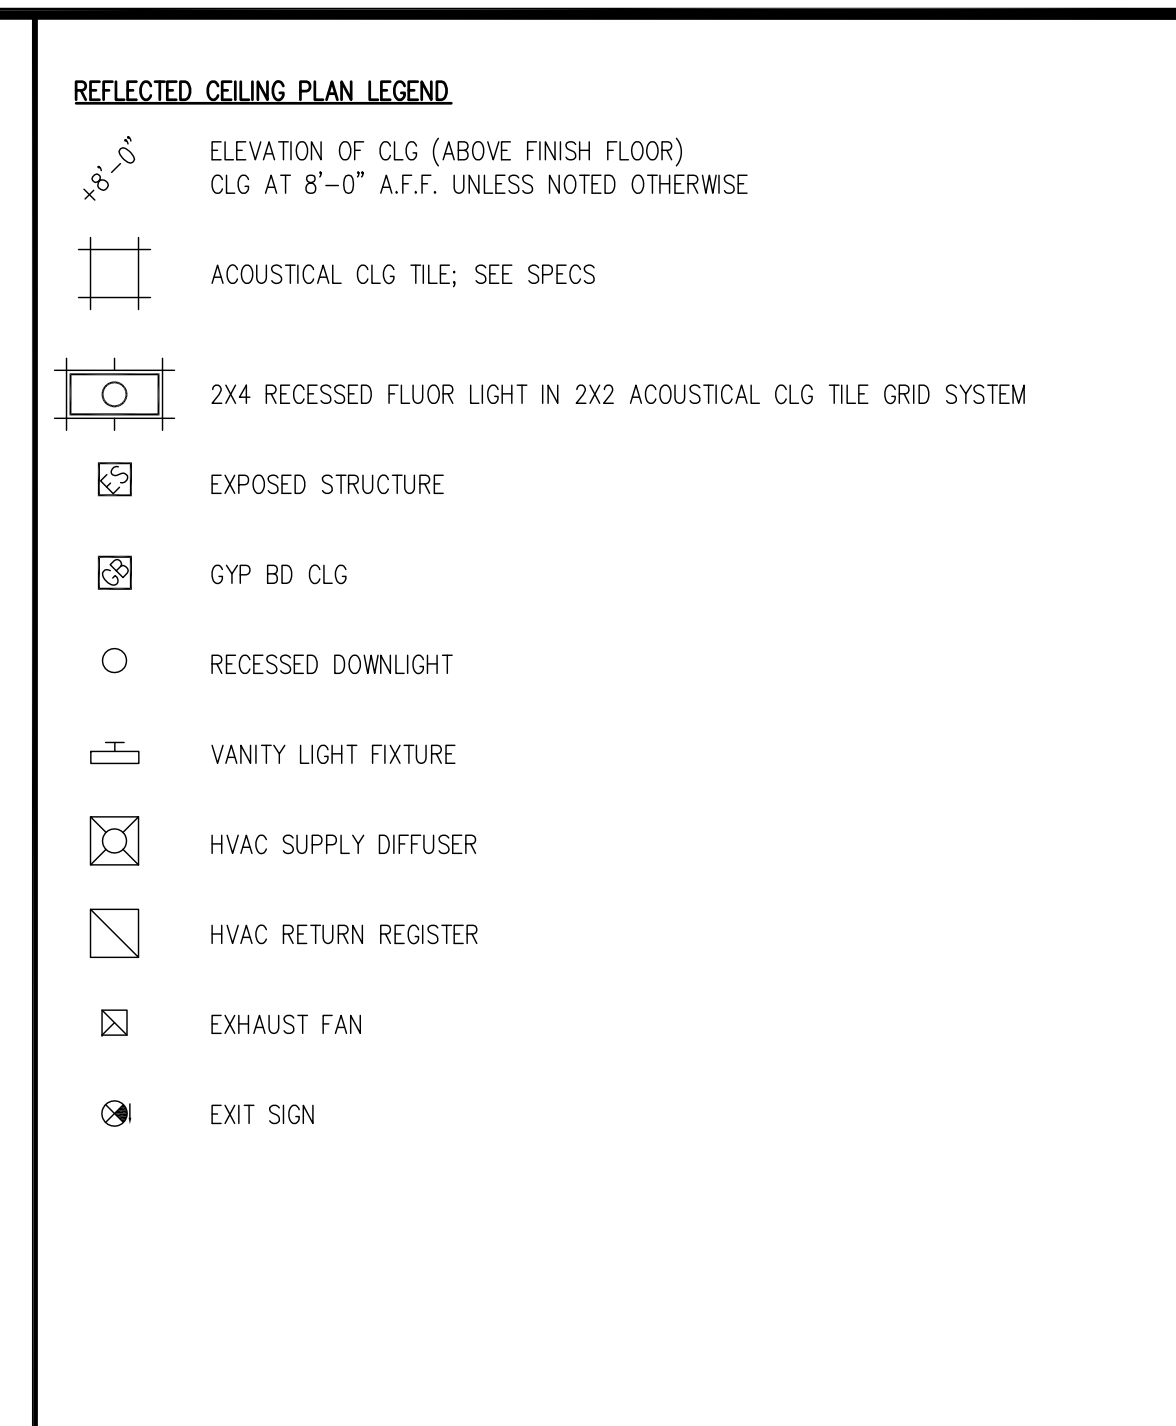 REFLECTED CEILING PLAN LEGEND
+8'-0"
ELEVATION OF CLG (ABOVE FINISH FLOOR)
CLG AT 8'-0" A.F.F. UNLESS NOTED OTHERWISE
ACOUSTICAL CLG TILE; SEE SPECS
2X4 RECESSED FLUOR LIGHT IN 2X2 ACOUSTICAL CLG TILE GRID SYSTEM
ES
EXPOSED STRUCTURE
GB
GYP BD CLG
RECESSED DOWNLIGHT
VANITY LIGHT FIXTURE
HVAC SUPPLY DIFFUSER
HVAC RETURN REGISTER
EXHAUST FAN
EXIT SIGN